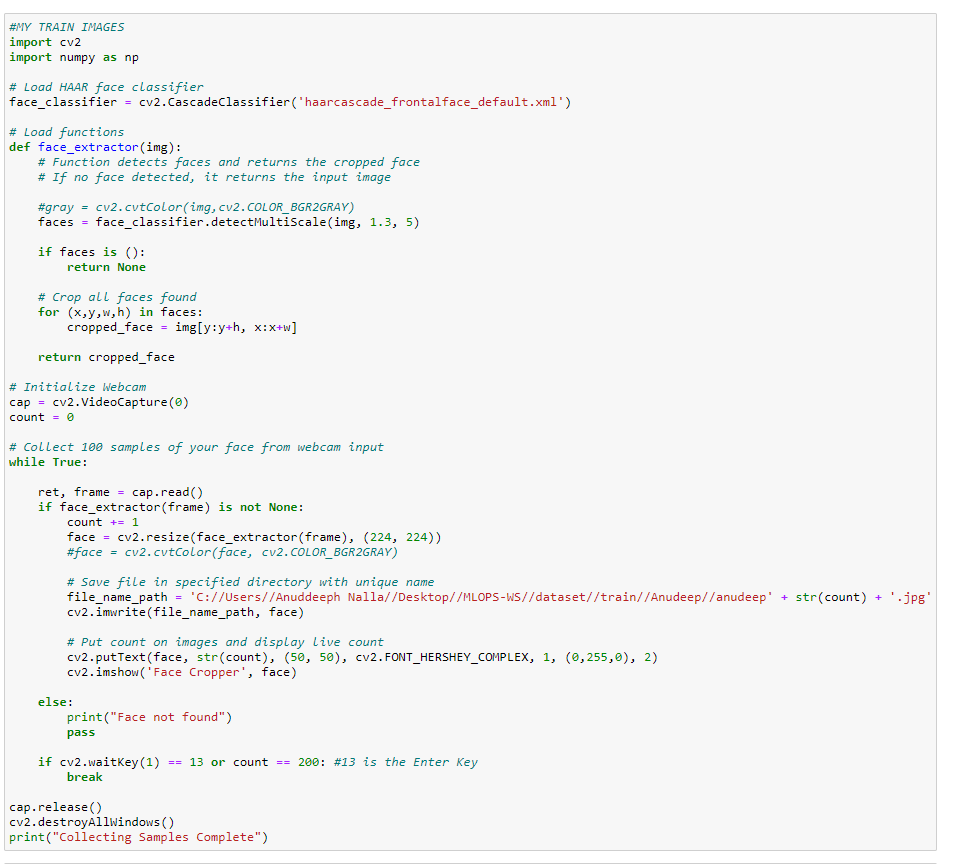 #MY TRAIN IMAGES
import cv2
import numpy as np

# Load HAAR face classifier
face_classifier = cv2.CascadeClassifier('haarcascade_frontalface_default.xml')

# Load functions
def face_extractor(img):
    # Function detects faces and returns the cropped face
    # If no face detected, it returns the input image

    #gray = cv2.cvtColor(img,cv2.COLOR_BGR2GRAY)
    faces = face_classifier.detectMultiScale(img, 1.3, 5)

    if faces is ():
        return None

    # Crop all faces found
    for (x,y,w,h) in faces:
        cropped_face = img[y:y+h, x:x+w]

    return cropped_face

# Initialize Webcam
cap = cv2.VideoCapture(0)
count = 0

# Collect 100 samples of your face from webcam input
while True:

    ret, frame = cap.read()
    if face_extractor(frame) is not None:
        count += 1
        face = cv2.resize(face_extractor(frame), (224, 224))
        #face = cv2.cvtColor(face, cv2.COLOR_BGR2GRAY)

        # Save file in specified directory with unique name
        file_name_path = 'C://Users//Anuddeeph Nalla//Desktop//MLOPS-WS//dataset//train//Anudeep//anudeep' + str(count) + '.jpg'
        cv2.imwrite(file_name_path, face)

        # Put count on images and display live count
        cv2.putText(face, str(count), (50, 50), cv2.FONT_HERSHEY_COMPLEX, 1, (0,255,0), 2)
        cv2.imshow('Face Cropper', face)

    else:
        print("Face not found")
        pass

    if cv2.waitKey(1) == 13 or count == 200: #13 is the Enter Key
        break

cap.release()
cv2.destroyAllWindows()
print("Collecting Samples Complete")